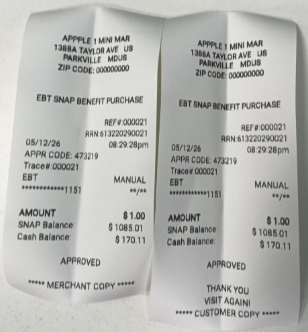 APPPLE 1 MINI MAR
1388A TAYLOR AVE US
PARKVILLE MDUS
ZIP CODE: 000000000
EBT SNAP BENEFIT PURCHASE
REF#:000021
RRN:613220290021
05/12/26 08:29:28pm
APPR CODE: 473219
Trace#:000021
EBT MANUAL
************1151 **/**
AMOUNT $ 1.00
SNAP Balance: $ 1085.01
Cash Balance: $ 170.11
APPROVED
***** MERCHANT COPY *****
APPPLE 1 MINI MAR
1388A TAYLOR AVE US
PARKVILLE MDUS
ZIP CODE: 000000000
EBT SNAP BENEFIT PURCHASE
REF#:000021
RRN:613220290021
05/12/26 08:29:28pm
APPR CODE: 473219
Trace#:000021
EBT MANUAL
************1151 **/**
AMOUNT $ 1.00
SNAP Balance: $ 1085.01
Cash Balance: $ 170.11
APPROVED
THANK YOU
VISIT AGAIN!
***** CUSTOMER COPY *****